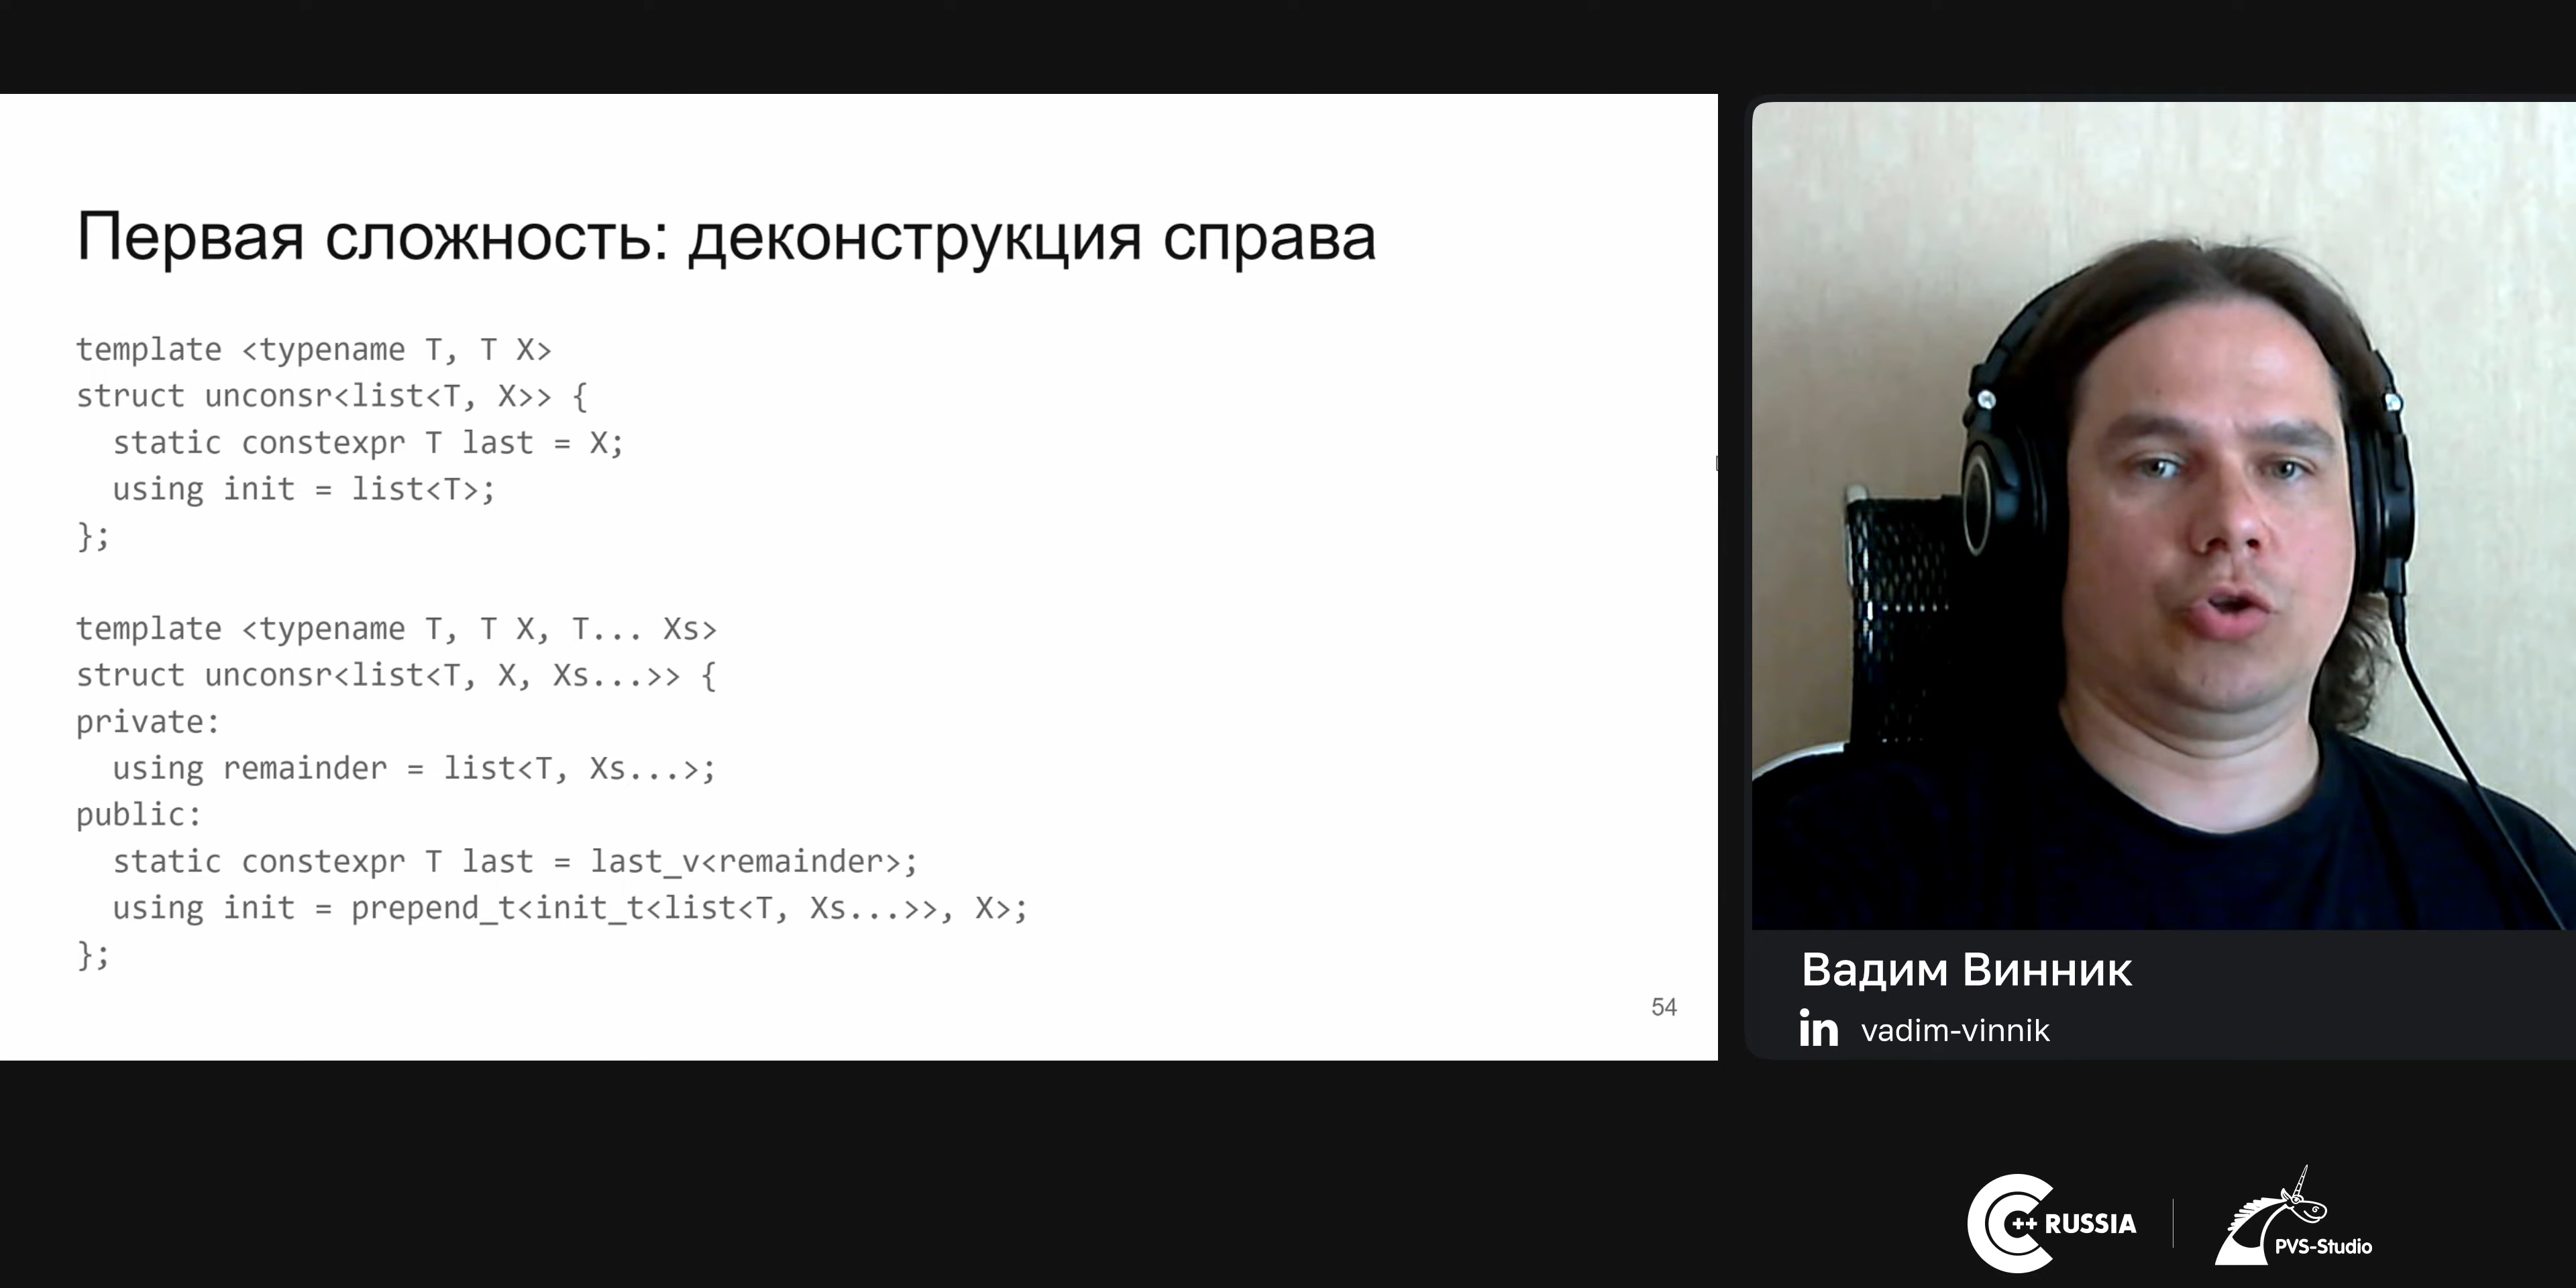 Первая сложность: деконструкция справа
template <typename T, T X>
struct unconsr<list<T, X>> {
static constexpr T last = X;
using init = list<T>;
};
template <typename T, T X, T... Xs>
struct unconsr<list<T, X, Xs...>> {
private:
using remainder = list<T, Xs...>;
public:
static constexpr T last = last_v<remainder>;
using init = prepend_t<init_t<list<T, Xs...>>, X>;
};
54
Вадим Винник
in vadim-vinnik
C++ RUSSIA
PVS-Studio